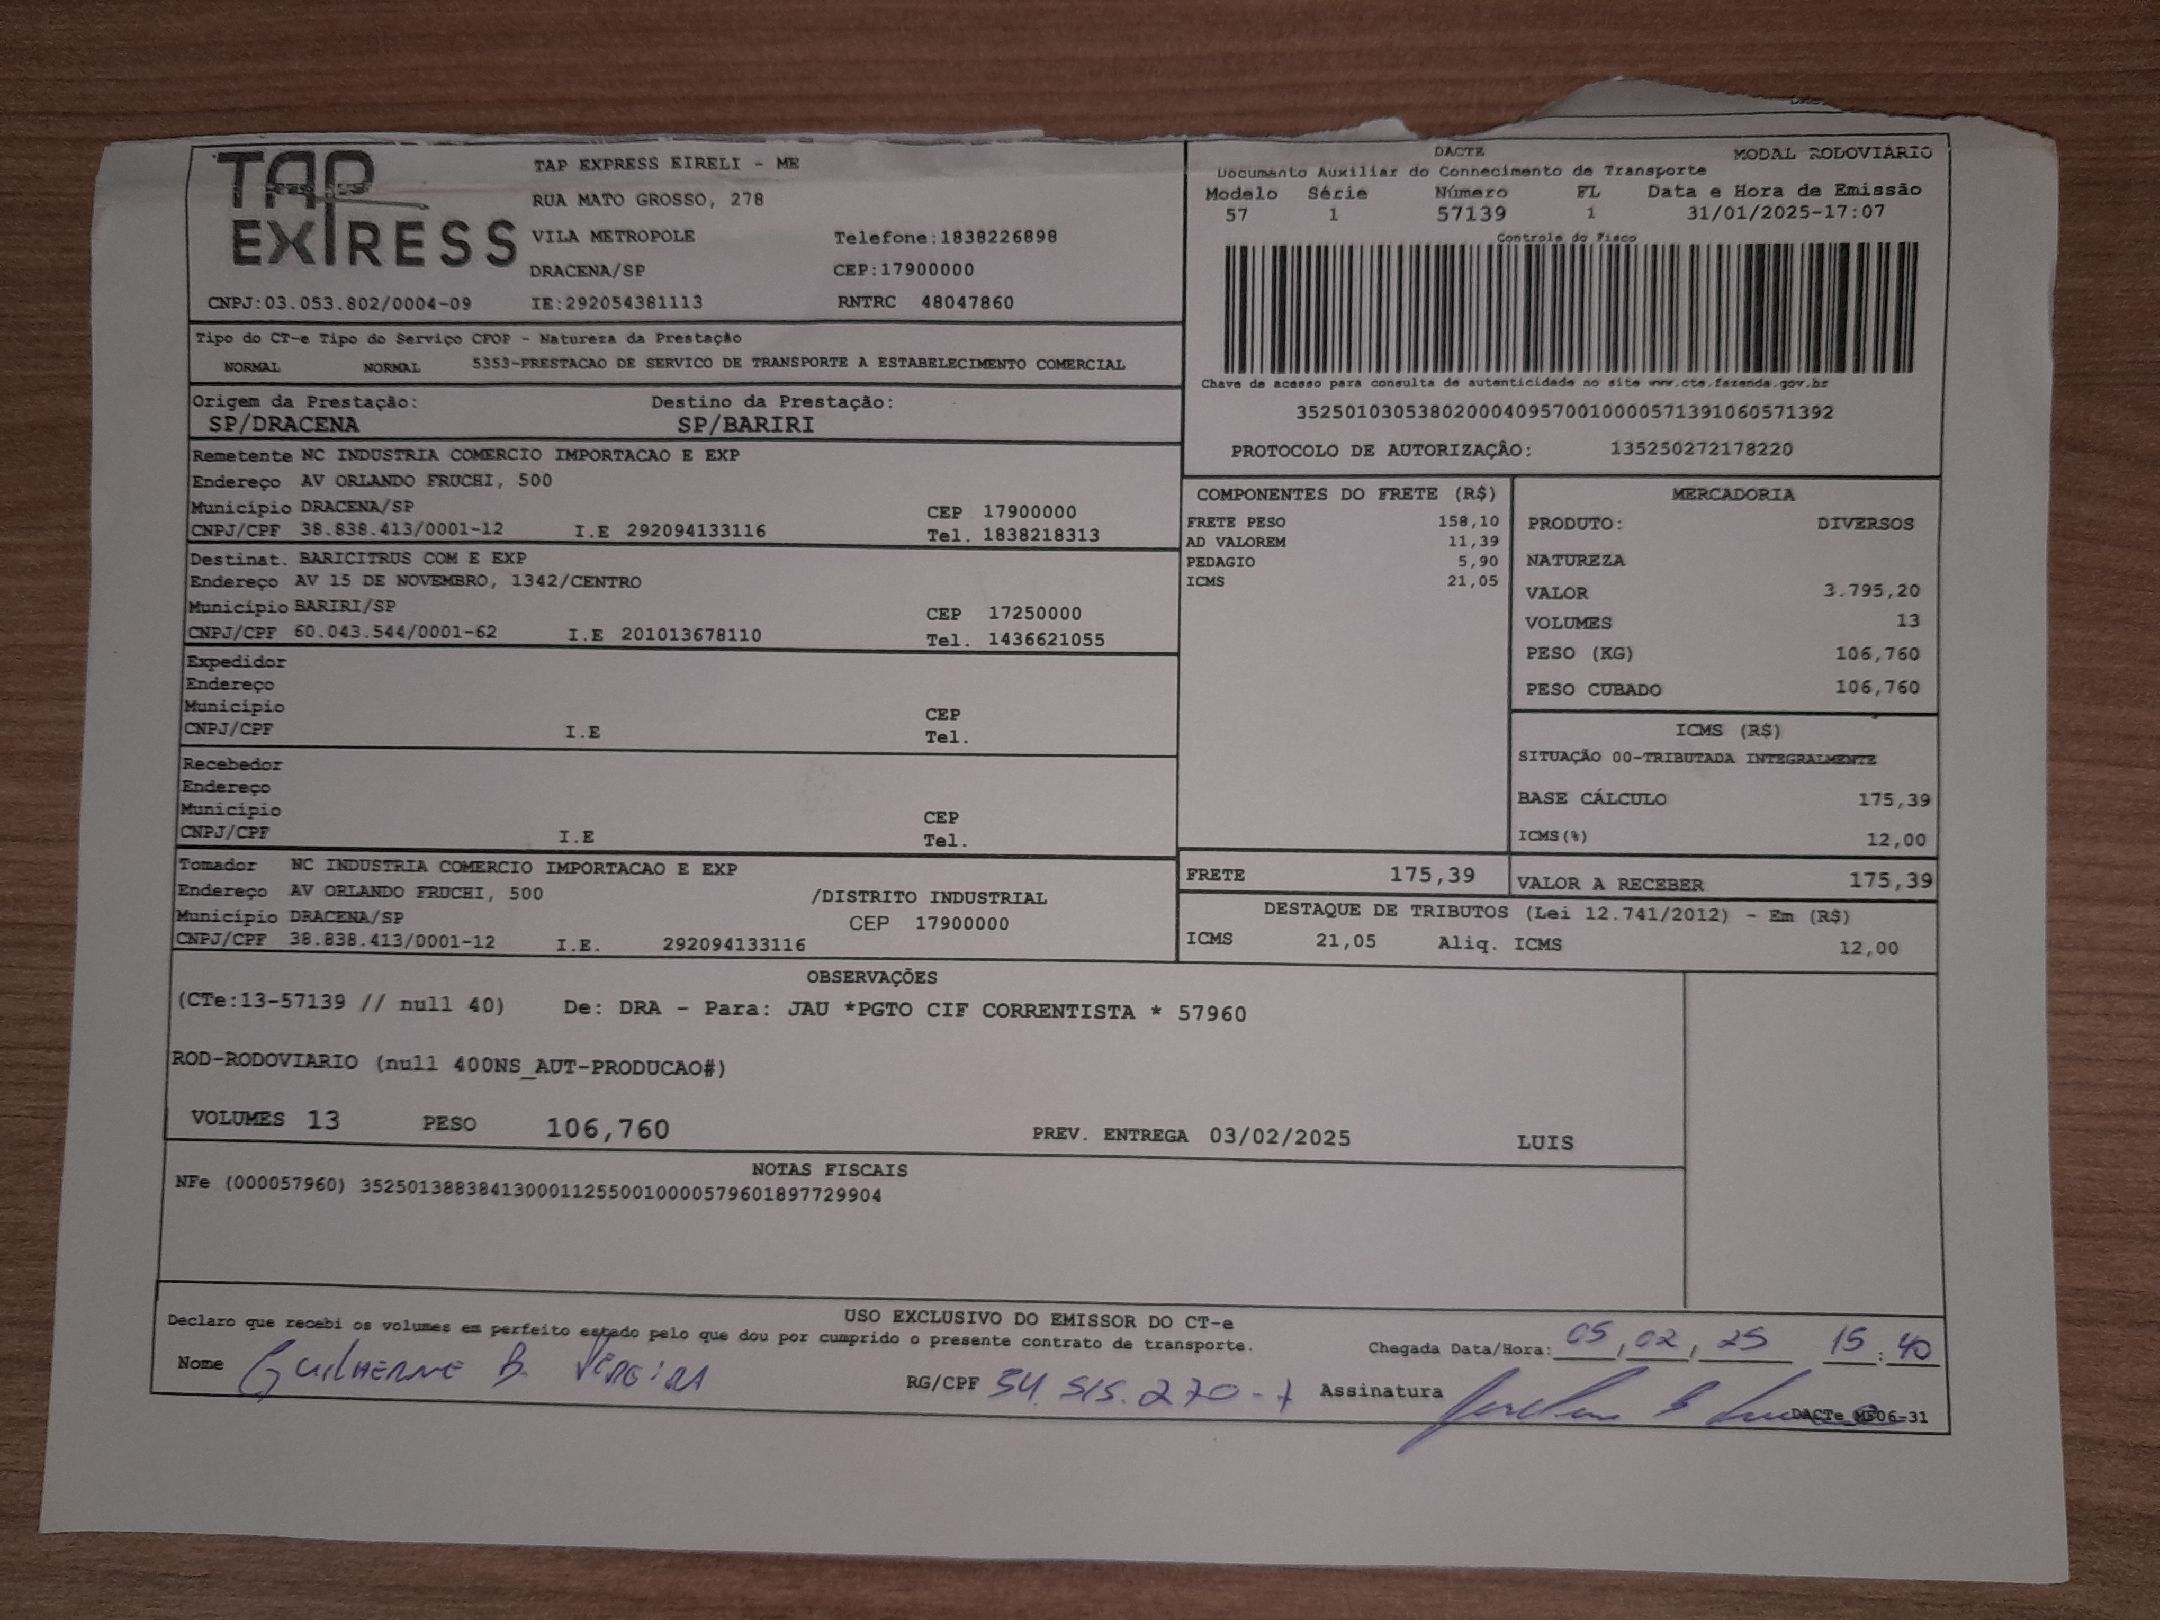 TAP
EXPRESS
TAP EXPRESS EIRELI - ME
RUA MATO GROSSO, 278
VILA METROPOLE Telefone:1838226898
DRACENA/SP CEP:17900000
CNPJ:03.053.802/0004-09 IE:292054381113 RNTRC 48047860
DACTE MODAL RODOVIÁRIO
Documento Auxiliar do Connecimento de Transporte
Modelo Série Número FL Data e Hora de Emissão
57 1 57139 1 31/01/2025-17:07
Controle do Fisco
Chave de acesso para consulta de autenticidade no site www.cte.fazenda.gov.br
35250103053802000409570010000571391060571392
PROTOCOLO DE AUTORIZAÇÂO: 135250272178220
Tipo do CT-e Tipo do Serviço CFOP - Natureza da Prestação
NORMAL NORMAL 5353-PRESTACAO DE SERVICO DE TRANSPORTE A ESTABELECIMENTO COMERCIAL
Origem da Prestação: Destino da Prestação:
SP/DRACENA SP/BARIRI
Remetente NC INDUSTRIA COMERCIO IMPORTACAO E EXP
Endereço AV ORLANDO FRUCHI, 500
Município DRACENA/SP CEP 17900000
CNPJ/CPF 38.838.413/0001-12 I.E 292094133116 Tel. 1838218313
Destinat. BARICITRUS COM E EXP
Endereço AV 15 DE NOVEMBRO, 1342/CENTRO
Município BARIRI/SP CEP 17250000
CNPJ/CPF 60.043.544/0001-62 I.E 201013678110 Tel. 1436621055
Expedidor
Endereço
Município CEP
CNPJ/CPF I.E Tel.
Recebedor
Endereço
Município CEP
CNPJ/CPF I.E Tel.
Tomador NC INDUSTRIA COMERCIO IMPORTACAO E EXP
Endereço AV ORLANDO FRUCHI, 500 /DISTRITO INDUSTRIAL
Município DRACENA/SP CEP 17900000
CNPJ/CPF 38.838.413/0001-12 I.E. 292094133116
COMPONENTES DO FRETE (R$)
FRETE PESO 158,10
AD VALOREM 11,39
PEDAGIO 5,90
ICMS 21,05
MERCADORIA
PRODUTO: DIVERSOS
NATUREZA
VALOR 3.795,20
VOLUMES 13
PESO (KG) 106,760
PESO CUBADO 106,760
ICMS (R$)
SITUAÇÃO 00-TRIBUTADA INTEGRALMENTE
BASE CÁLCULO 175,39
ICMS(%) 12,00
FRETE 175,39 VALOR A RECEBER 175,39
DESTAQUE DE TRIBUTOS (Lei 12.741/2012) - Em (R$)
ICMS 21,05 Aliq. ICMS 12,00
OBSERVAÇÕES
(CTe:13-57139 // null 40) De: DRA - Para: JAU *PGTO CIF CORRENTISTA * 57960
ROD-RODOVIARIO (null 400NS_AUT-PRODUCAO#)
VOLUMES 13 PESO 106,760 PREV. ENTREGA 03/02/2025 LUIS
NOTAS FISCAIS
NFe (000057960) 35250138838413000112550010000579601897729904
USO EXCLUSIVO DO EMISSOR DO CT-e
Declaro que recebi os volumes em perfeito estado pelo que dou por cumprido o presente contrato de transporte. Chegada Data/Hora: 05, 02, 25 15:40
Nome GUILHERME B. PEREIRA RG/CPF 54.515.270-7 Assinatura
DACTe_MS06-31